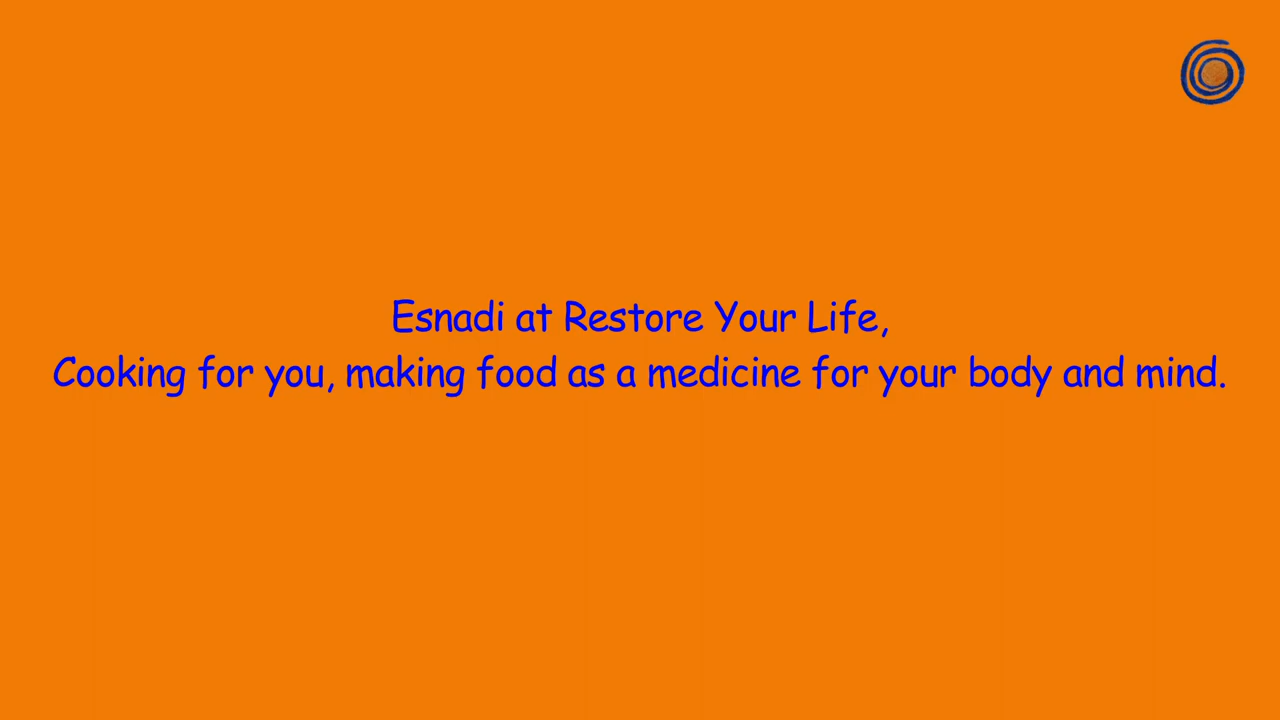 Esnadi at Restore Your Life,
Cooking for you, making food as a medicine for your body and mind.